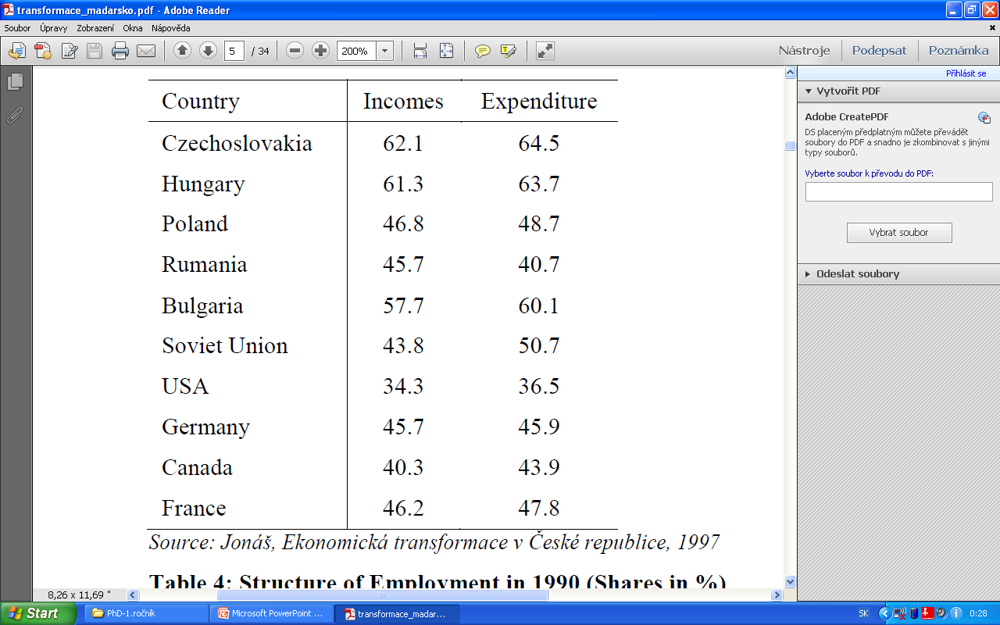 transformace_madarsko.pdf - Adobe Reader
Soubor Úpravy Zobrazení Okna Nápověda
5 / 34 200% Nástroje Podepsat Poznámka
Přihlásit se
Vytvořit PDF
Adobe CreatePDF
DS placeným předplatným můžete převádět
soubory do PDF a snadno je zkombinovat s jinými
typy souborů.
Vyberte soubor k převodu do PDF:
Vybrat soubor
Odeslat soubory
Country Incomes Expenditure
Czechoslovakia 62.1 64.5
Hungary 61.3 63.7
Poland 46.8 48.7
Rumania 45.7 40.7
Bulgaria 57.7 60.1
Soviet Union 43.8 50.7
USA 34.3 36.5
Germany 45.7 45.9
Canada 40.3 43.9
France 46.2 47.8
Source: Jonáš, Ekonomická transformace v České republice, 1997
Table 4: Structure of Employment in 1990 (Shares in %)
8,26 x 11,69 "
Start PhD-1.ročník Microsoft PowerPoint ... transformace_madar... SK 0:28